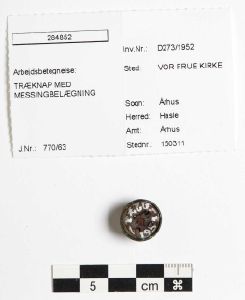 264852
Inv.Nr.: D273/1952
Arbejdsbetegnelse:
Sted: VOR FRUE KIRKE
TRÆKNAP MED
MESSINGBELÆGNING
Sogn: Århus
Herred: Hasle
Amt: Århus
J.Nr.: 770/63
Stednr.: 150311
5 cm